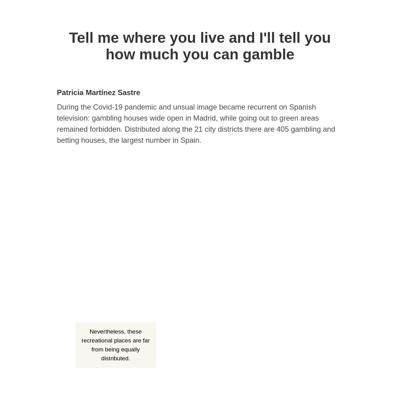 Tell me where you live and I'll tell you
how much you can gamble
Patricia Martínez Sastre
During the Covid-19 pandemic and unsual image became recurrent on Spanish
television: gambling houses wide open in Madrid, while going out to green areas
remained forbidden. Distributed along the 21 city districts there are 405 gambling and
betting houses, the largest number in Spain.
Nevertheless, these
recreational places are far
from being equally
distributed.